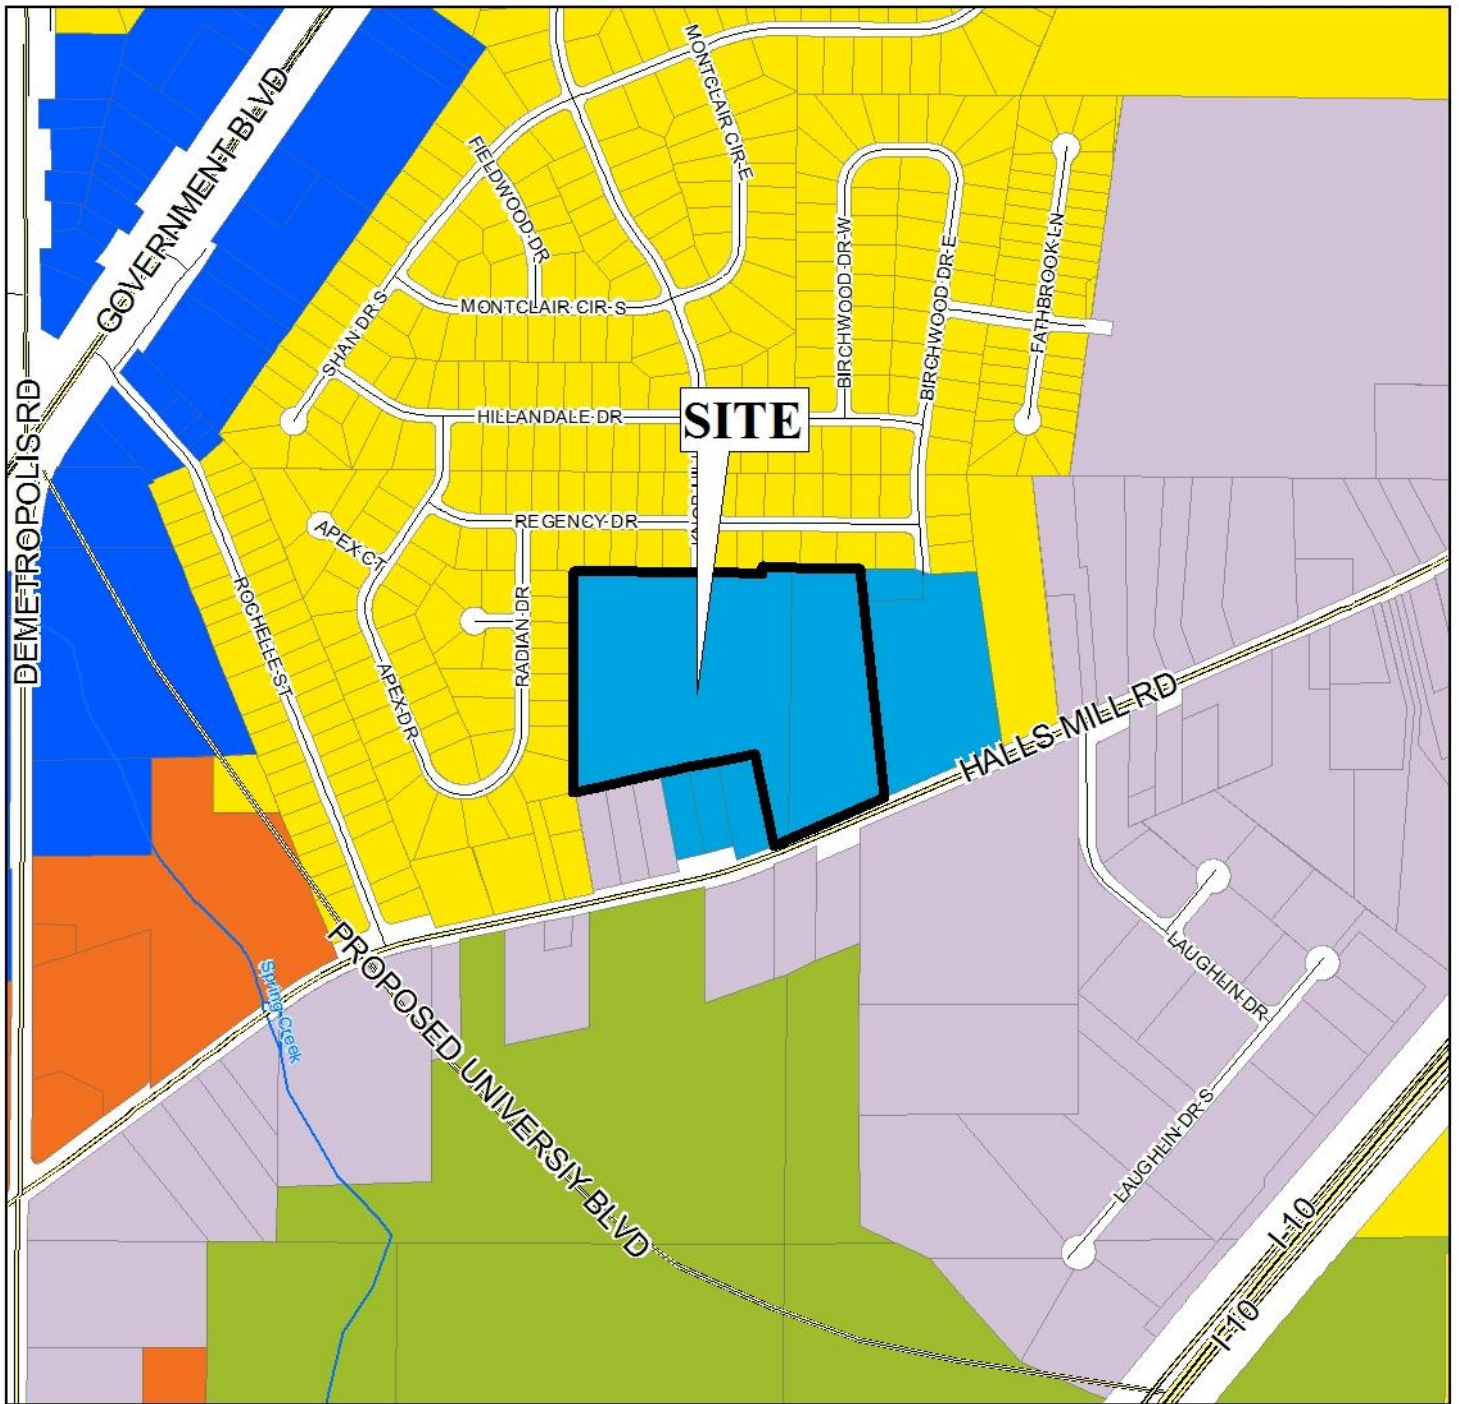 MONTCLAIR CIR E
GOVERNMENT BLVD
FIELDWOOD DR
BIRCHWOOD DR W
BIRCHWOOD DR E
FATHBROOK LN
MONTCLAIR CIR S
SHAN DR S
DEMETROPOLIS RD
HILLANDALE DR
SITE
REGENCY DR
APEX CT
ROCHELLE ST
RADIAN DR
APEX DR
HALLS MILL RD
PROPOSED UNIVERSIY BLVD
Spring Creek
LAUGHLIN DR
LAUGHLIN DR S
I-10
I-10